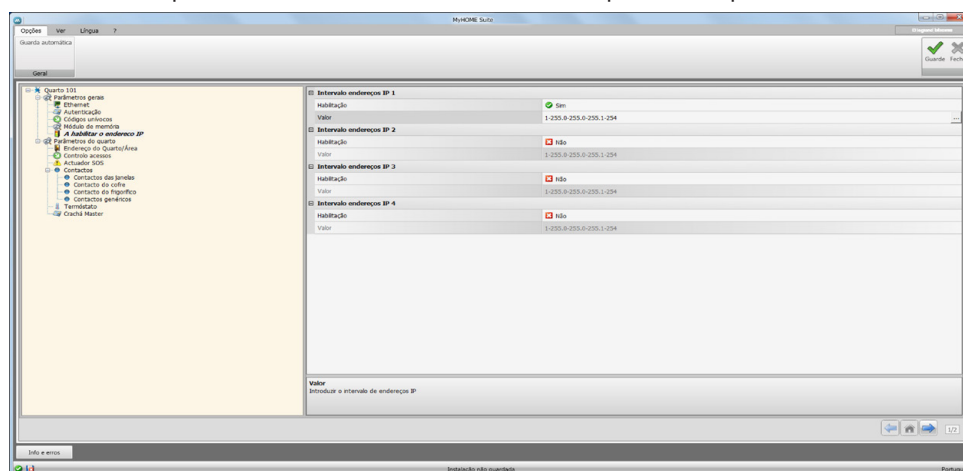 MyHOME Suite
Opções Ver Língua ?
Guarda automática
Guarde Fech
Geral
Quarto 101
Parâmetros gerais
Ethernet
Autenticação
Códigos unívocos
Módulo de memória
A habilitar o endereco IP
Parâmetros do quarto
Endereço do Quarto/Área
Controlo acessos
Actuador SOS
Contactos
Contactos das janelas
Contacto do cofre
Contacto do frigorífico
Contactos genéricos
Termóstato
Crachá Master
Intervalo endereços IP 1
Habilitação Sim
Valor 1-255.0-255.0-255.1-254 ...
Intervalo endereços IP 2
Habilitação Não
Valor 1-255.0-255.0-255.1-254
Intervalo endereços IP 3
Habilitação Não
Valor 1-255.0-255.0-255.1-254
Intervalo endereços IP 4
Habilitação Não
Valor 1-255.0-255.0-255.1-254
Valor
Introduzir o intervalo de endereços IP
1/2
Info e erros
Instalação não guardada
Portugu